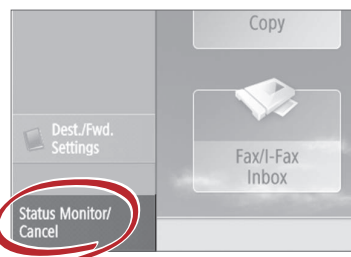 Copy
Dest./Fwd.
Settings
Fax/I-Fax
Inbox
Status Monitor/
Cancel